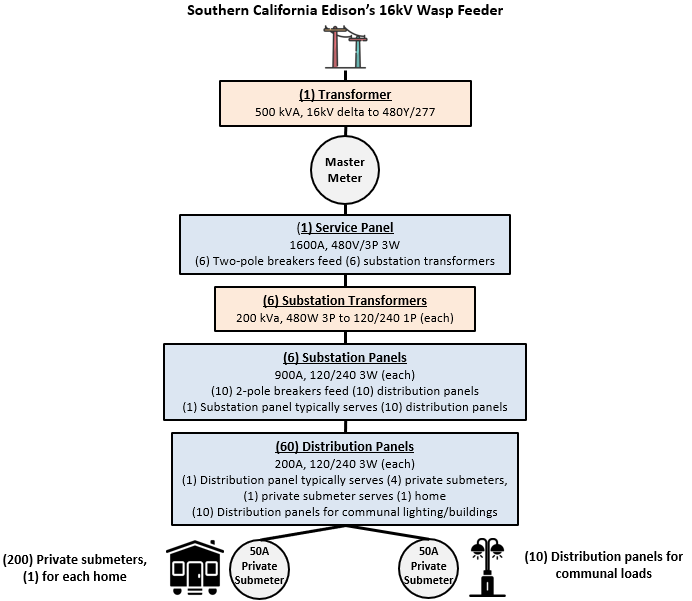 Southern California Edison's 16kV Wasp Feeder
(1) Transformer
500 kVA, 16kV delta to 480Y/277
Master
Meter
(1) Service Panel
1600A, 480V/3P 3W
(6) Two-pole breakers feed (6) substation transformers
(6) Substation Transformers
200 kVa, 480W 3P to 120/240 1P (each)
(6) Substation Panels
900A, 120/240 3W (each)
(10) 2-pole breakers feed (10) distribution panels
(1) Substation panel typically serves (10) distribution panels
(60) Distribution Panels
200A, 120/240 3W (each)
(1) Distribution panel typically serves (4) private submeters,
(1) private submeter serves (1) home
(10) Distribution panels for communal lighting/buildings
(200) Private submeters,
(1) for each home
50A
Private
Submeter
50A
Private
Submeter
(10) Distribution panels for
communal loads